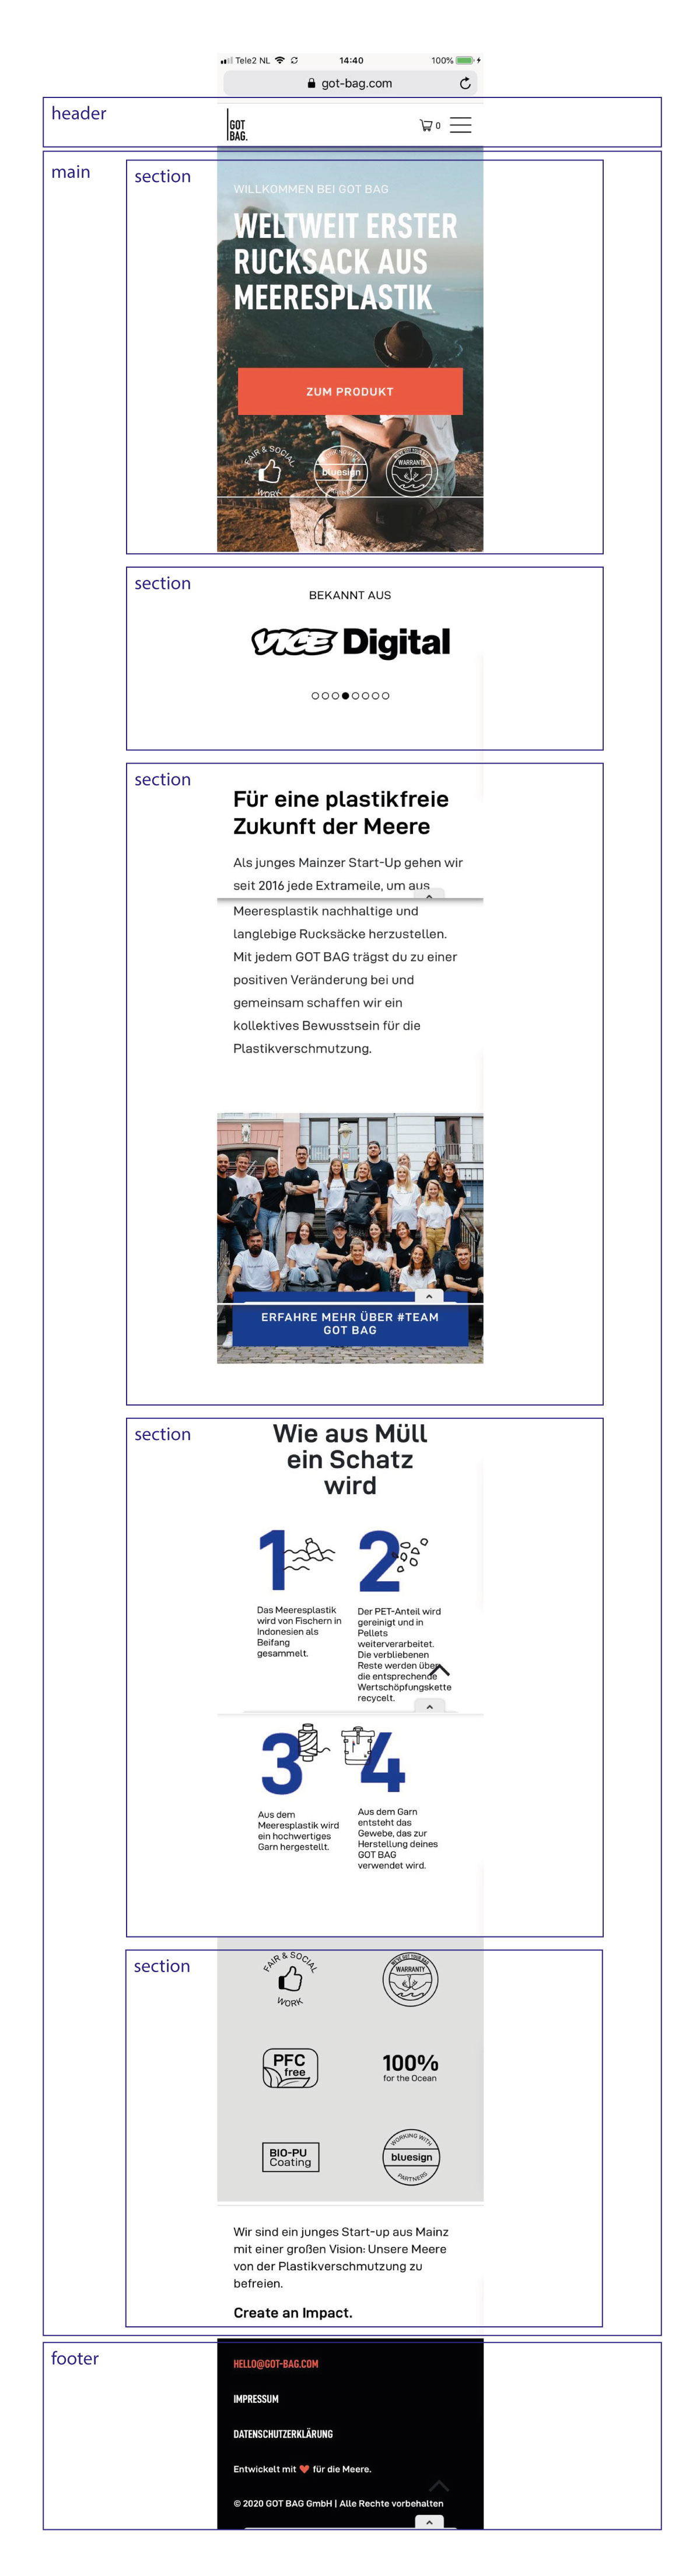 Tele2 NL 14:40 100%
got-bag.com
header
GOT
BAG.
0
main
section
WILLKOMMEN BEI GOT BAG
WELTWEIT ERSTER
RUCKSACK AUS
MEERESPLASTIK
ZUM PRODUKT
FAIR & SOCIAL
WORK
bluesign
WE'VE GOT YOUR BAG
WARRANTY
section
BEKANNT AUS
VICE Digital
section
Für eine plastikfreie
Zukunft der Meere
Als junges Mainzer Start-Up gehen wir
seit 2016 jede Extrameile, um aus
Meeresplastik nachhaltige und
langlebige Rucksäcke herzustellen.
Mit jedem GOT BAG trägst du zu einer
positiven Veränderung bei und
gemeinsam schaffen wir ein
kollektives Bewusstsein für die
Plastikverschmutzung.
ERFAHRE MEHR ÜBER #TEAM
GOT BAG
section
Wie aus Müll
ein Schatz
wird
1
Das Meeresplastik
wird von Fischern in
Indonesien als
Beifang
gesammelt.
2
Der PET-Anteil wird
gereinigt und in
Pellets
weiterverarbeitet.
Die verbliebenen
Reste werden über
die entsprechende
Wertschöpfungskette
recycelt.
3
Aus dem
Meeresplastik wird
ein hochwertiges
Garn hergestellt.
4
Aus dem Garn
entsteht das
Gewebe, das zur
Herstellung deines
GOT BAG
verwendet wird.
section
FAIR & SOCIAL
WORK
WE'VE GOT YOUR BAG
WARRANTY
PFC
free
100%
for the Ocean
BIO-PU
Coating
WORKING WITH
bluesign
PARTNERS
Wir sind ein junges Start-up aus Mainz
mit einer großen Vision: Unsere Meere
von der Plastikverschmutzung zu
befreien.
Create an Impact.
footer
HELLO@GOT-BAG.COM
IMPRESSUM
DATENSCHUTZERKLÄRUNG
Entwickelt mit ❤ für die Meere.
© 2020 GOT BAG GmbH | Alle Rechte vorbehalten